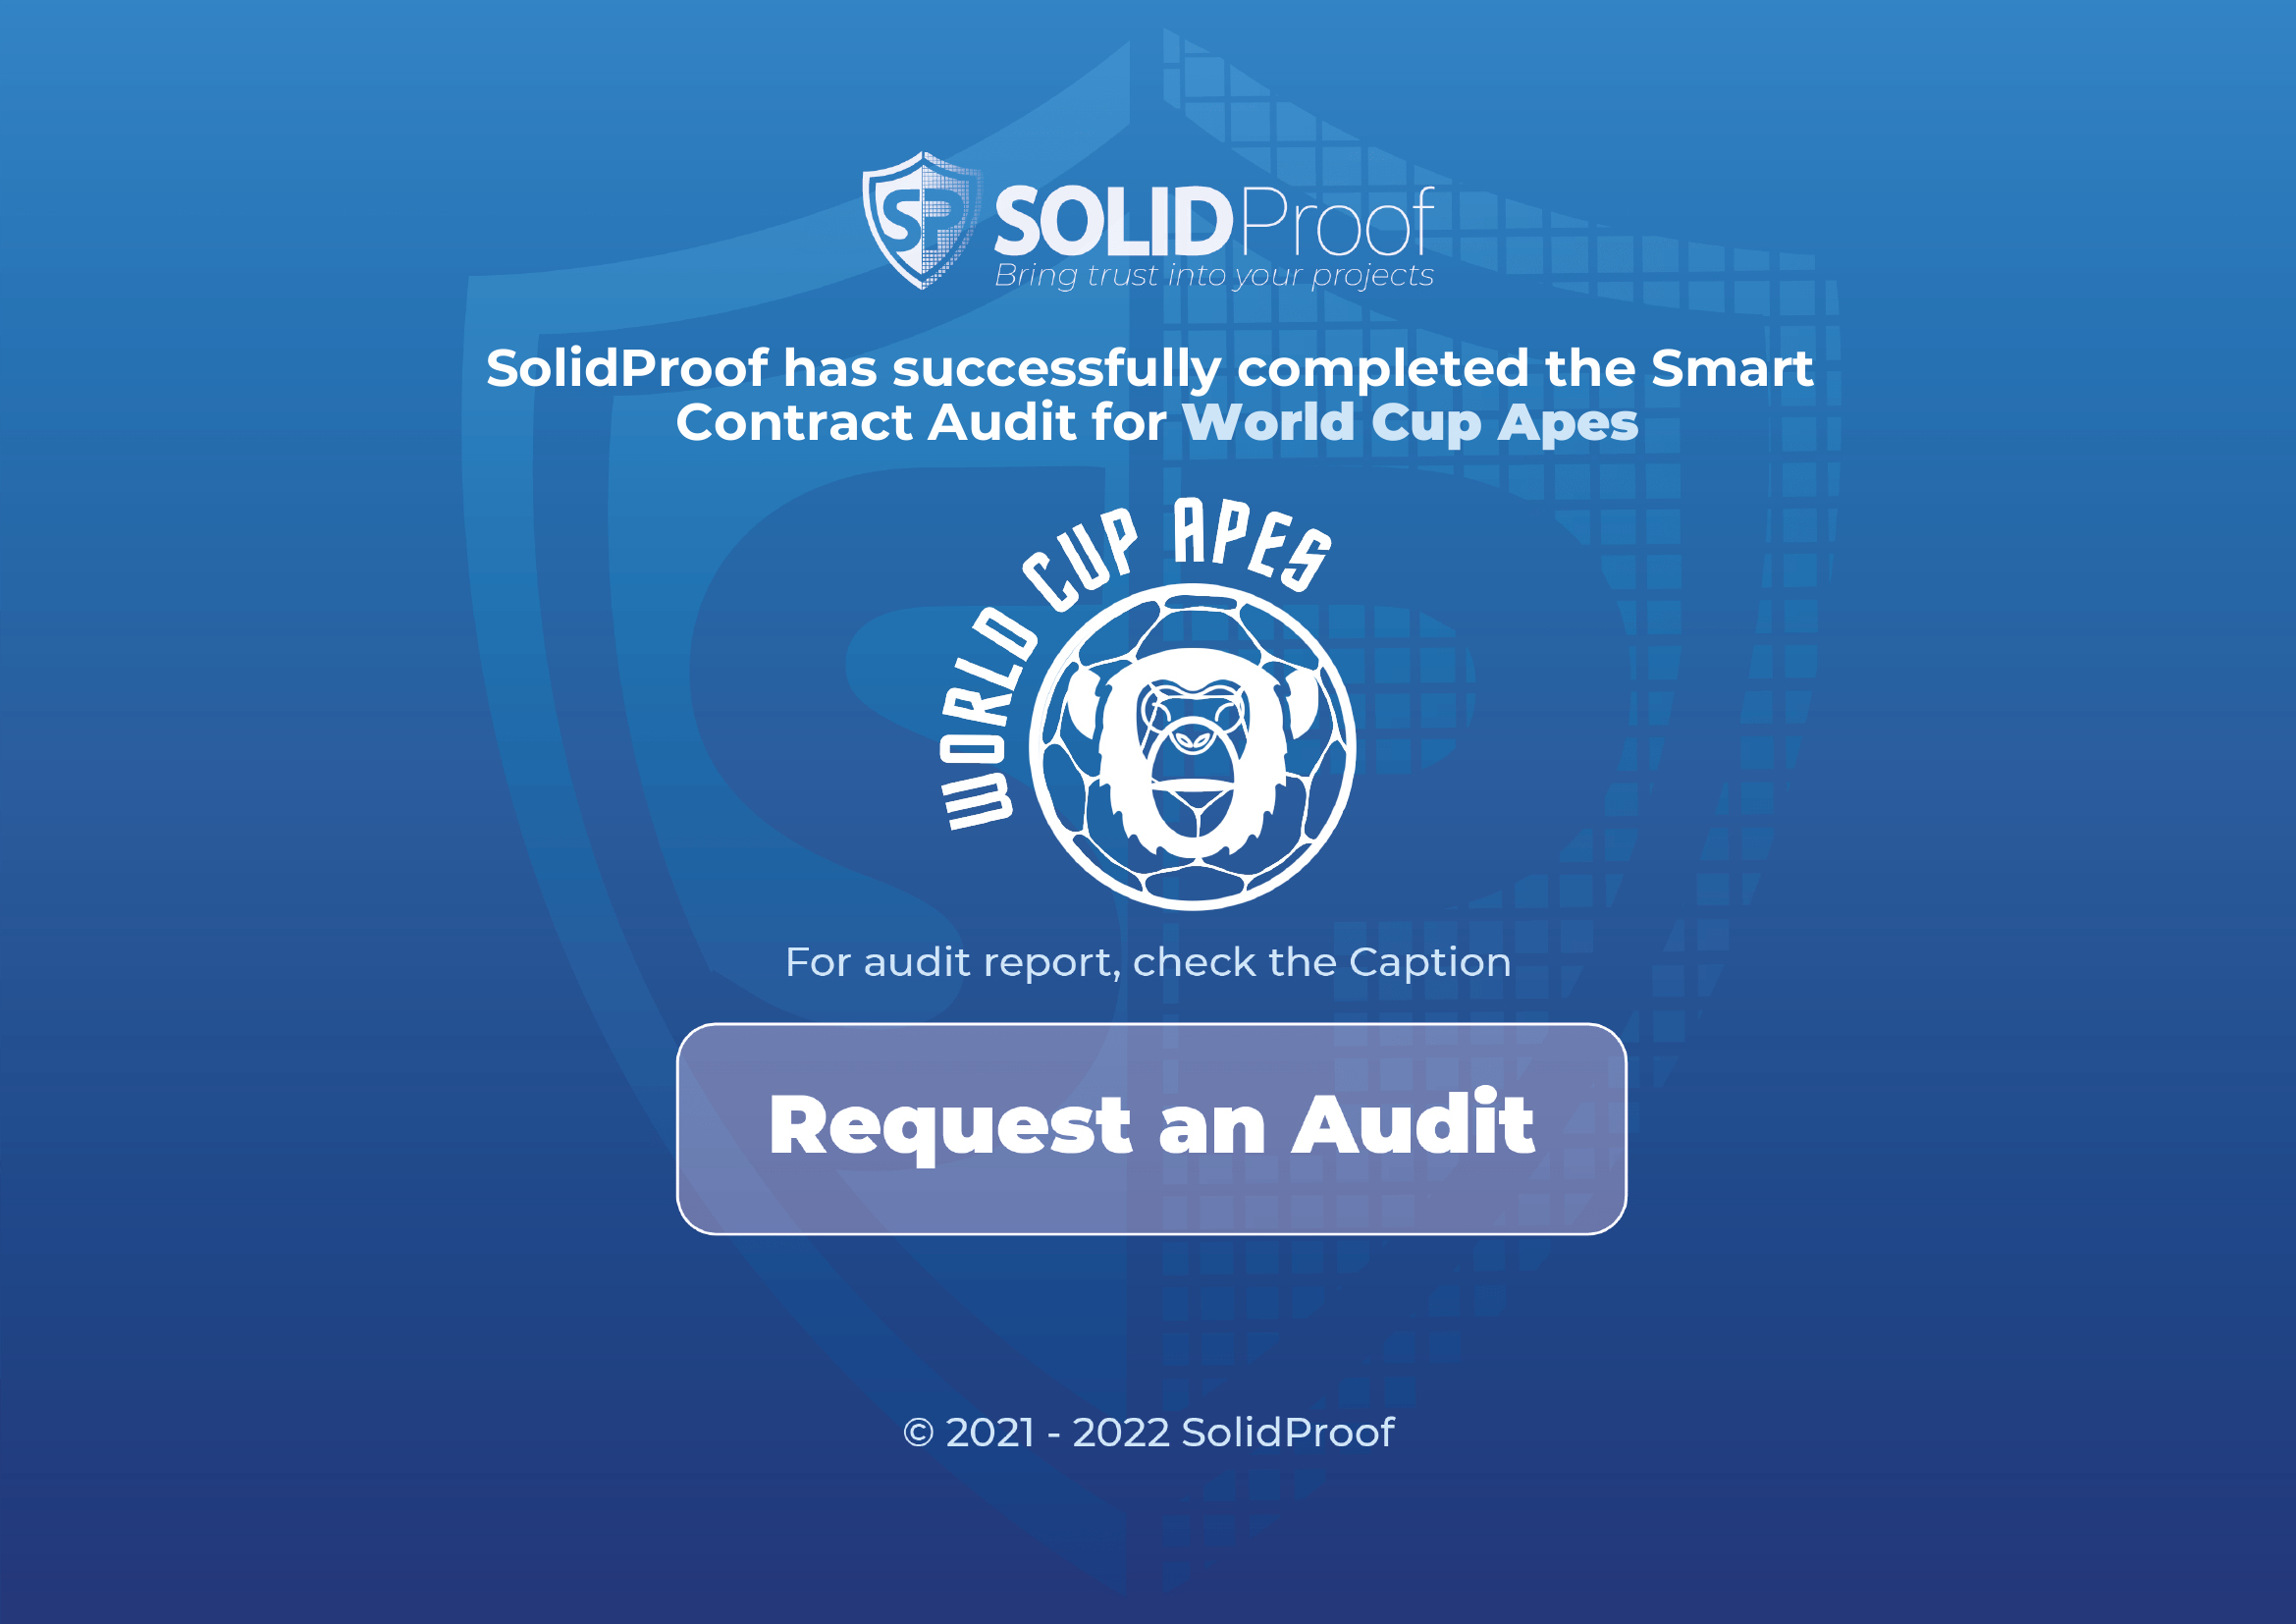 SP SOLIDProof
Bring trust into your projects
SolidProof has successfully completed the Smart
Contract Audit for World Cup Apes
WORLD CUP APES
For audit report, check the Caption
Request an Audit
© 2021 - 2022 SolidProof